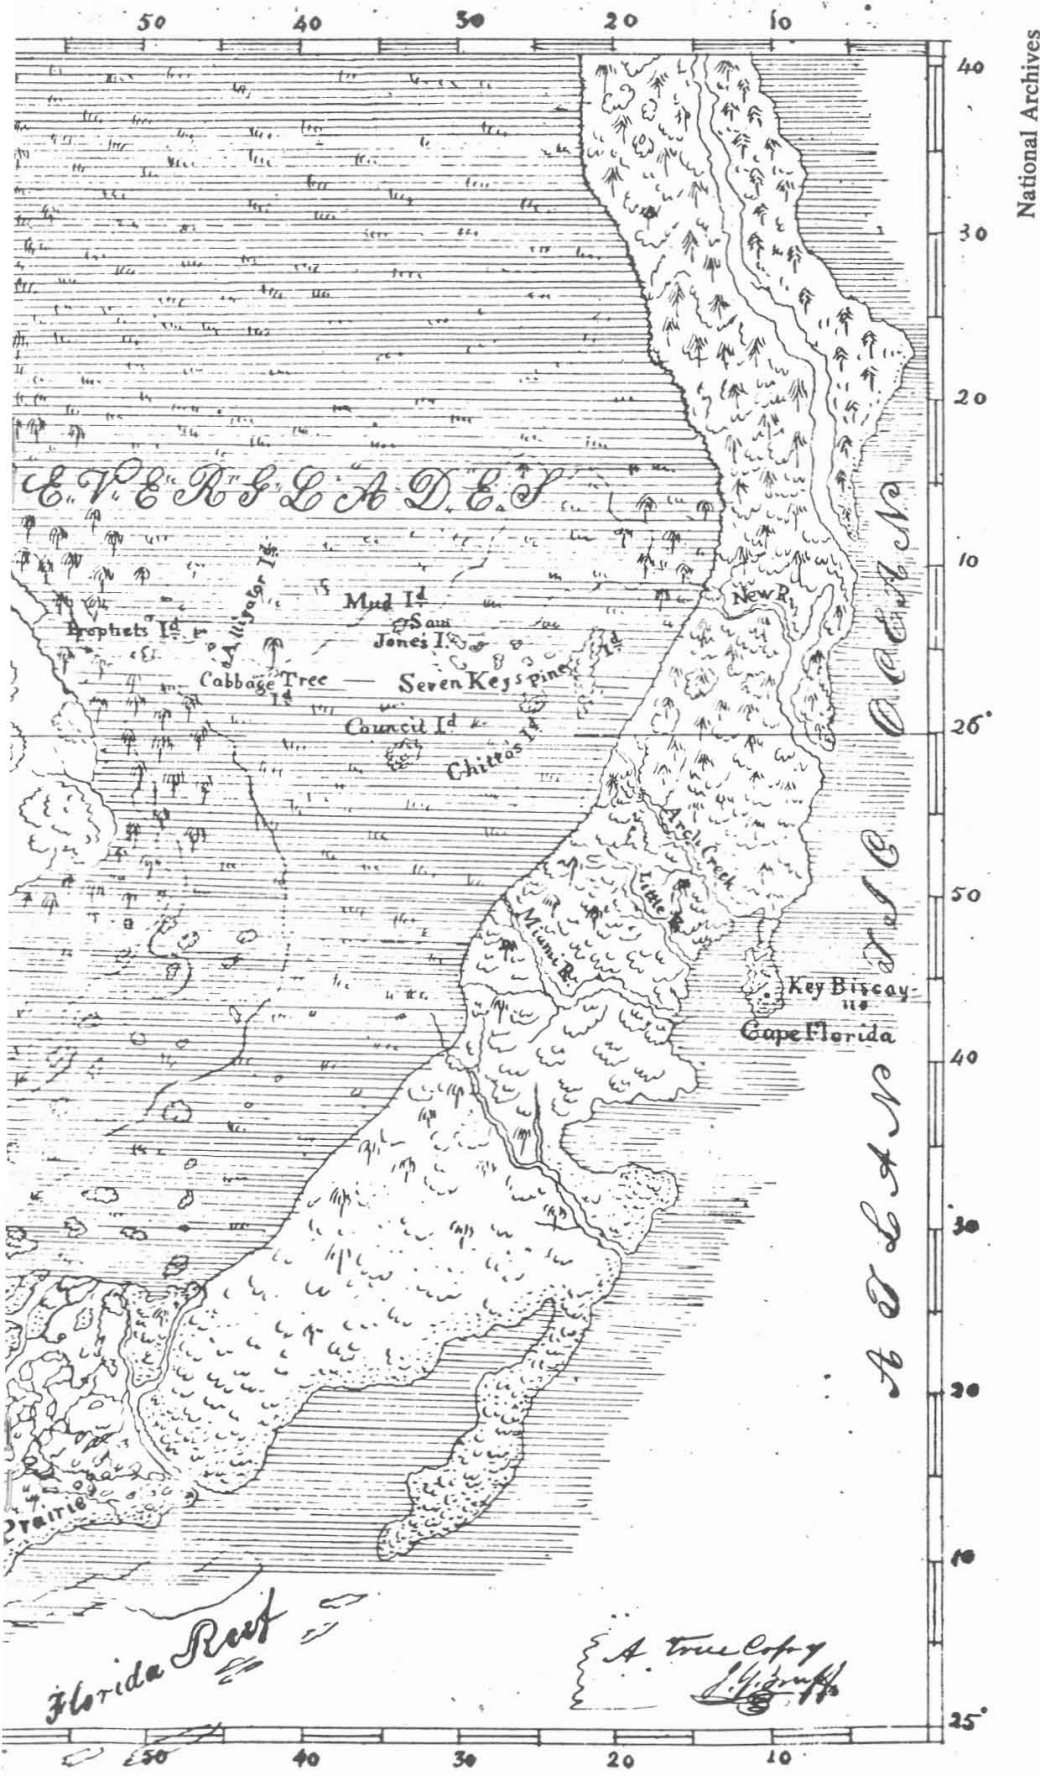 50 40 30 20 10
National Archives
40
30
20
10
26°
50
40
30
20
10
25°
EVERGLADES
New R.
Mud Id.
Alligator Id.
Prophets Id.
Sam
Jones I.
Cabbage Tree
Id
Seven Keys
Pine Id
Council Id
Chitto's Id
Arch Creek
Little R.
Miami R.
Key Biscay-
ne
Cape Florida
ATLANTIC OCEAN
Prairie
Florida Reef
A True Copy
50 40 30 20 10